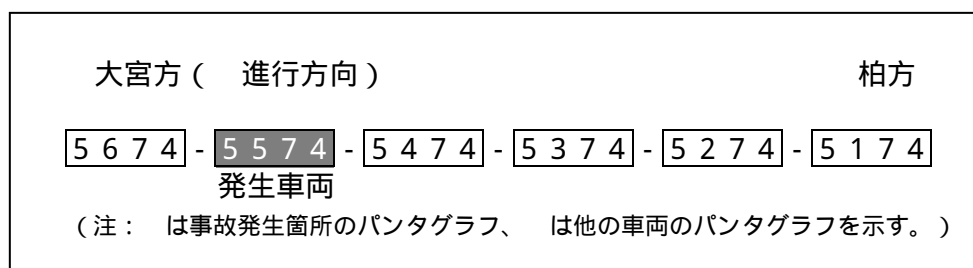 大宮方（　進行方向）　柏方
５６７４-５５７４-５４７４-５３７４-５２７４-５１７４
発生車両
（注：　は事故発生箇所のパンタグラフ、　は他の車両のパンタグラフを示す。）